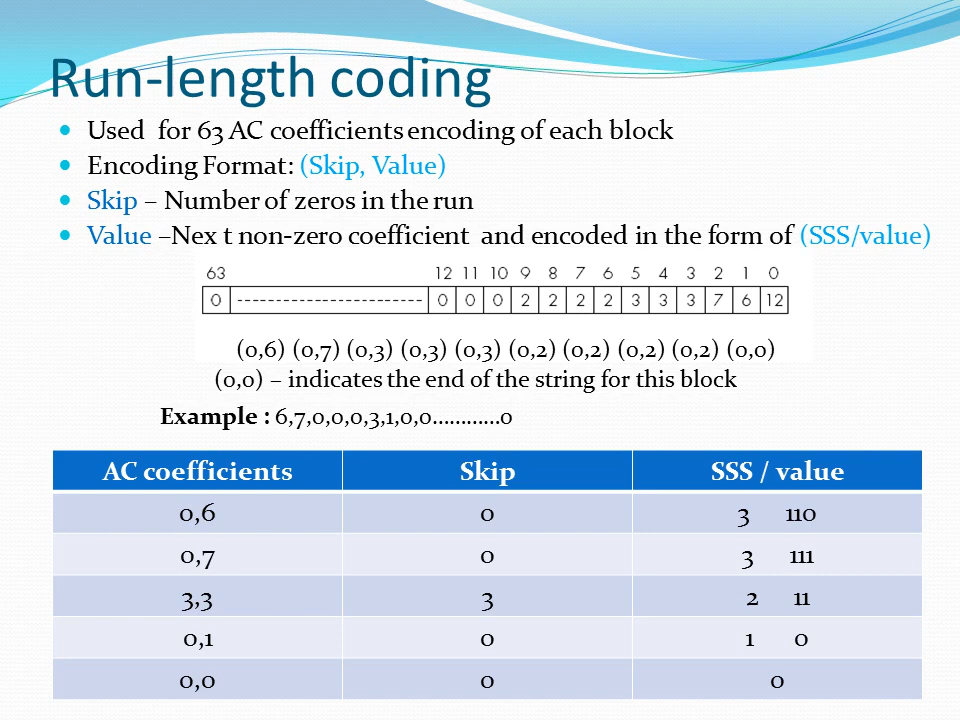 Run-length coding
Used for 63 AC coefficients encoding of each block
Encoding Format: (Skip, Value)
Skip – Number of zeros in the run
Value –Nex t non-zero coefficient and encoded in the form of (SSS/value)
63 12 11 10 9 8 7 6 5 4 3 2 1 0
0 ------------------------ 0 0 0 2 2 2 2 3 3 3 7 6 12
(0,6) (0,7) (0,3) (0,3) (0,3) (0,2) (0,2) (0,2) (0,2) (0,0)
(0,0) – indicates the end of the string for this block
Example : 6,7,0,0,0,3,1,0,0…………0
AC coefficients Skip SSS / value
0,6 0 3 110
0,7 0 3 111
3,3 3 2 11
0,1 0 1 0
0,0 0 0